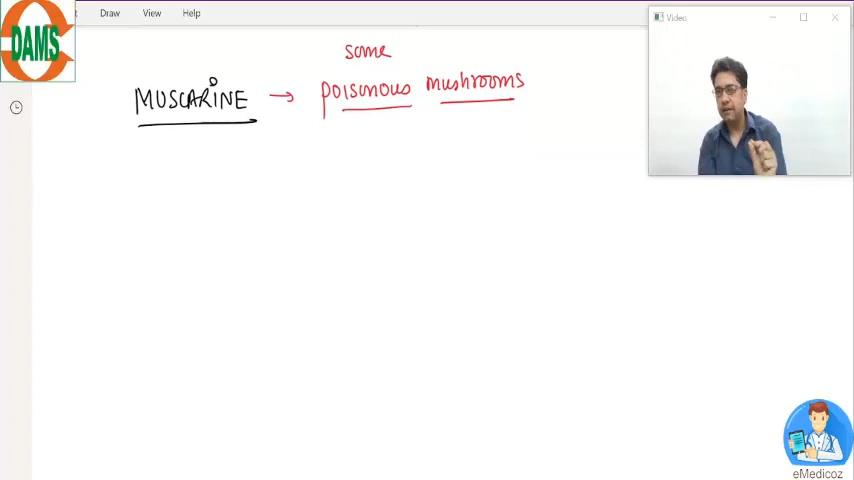 DAMS
Draw View Help
Video
some
MUSCARINE → poisonous mushrooms
eMedicoz